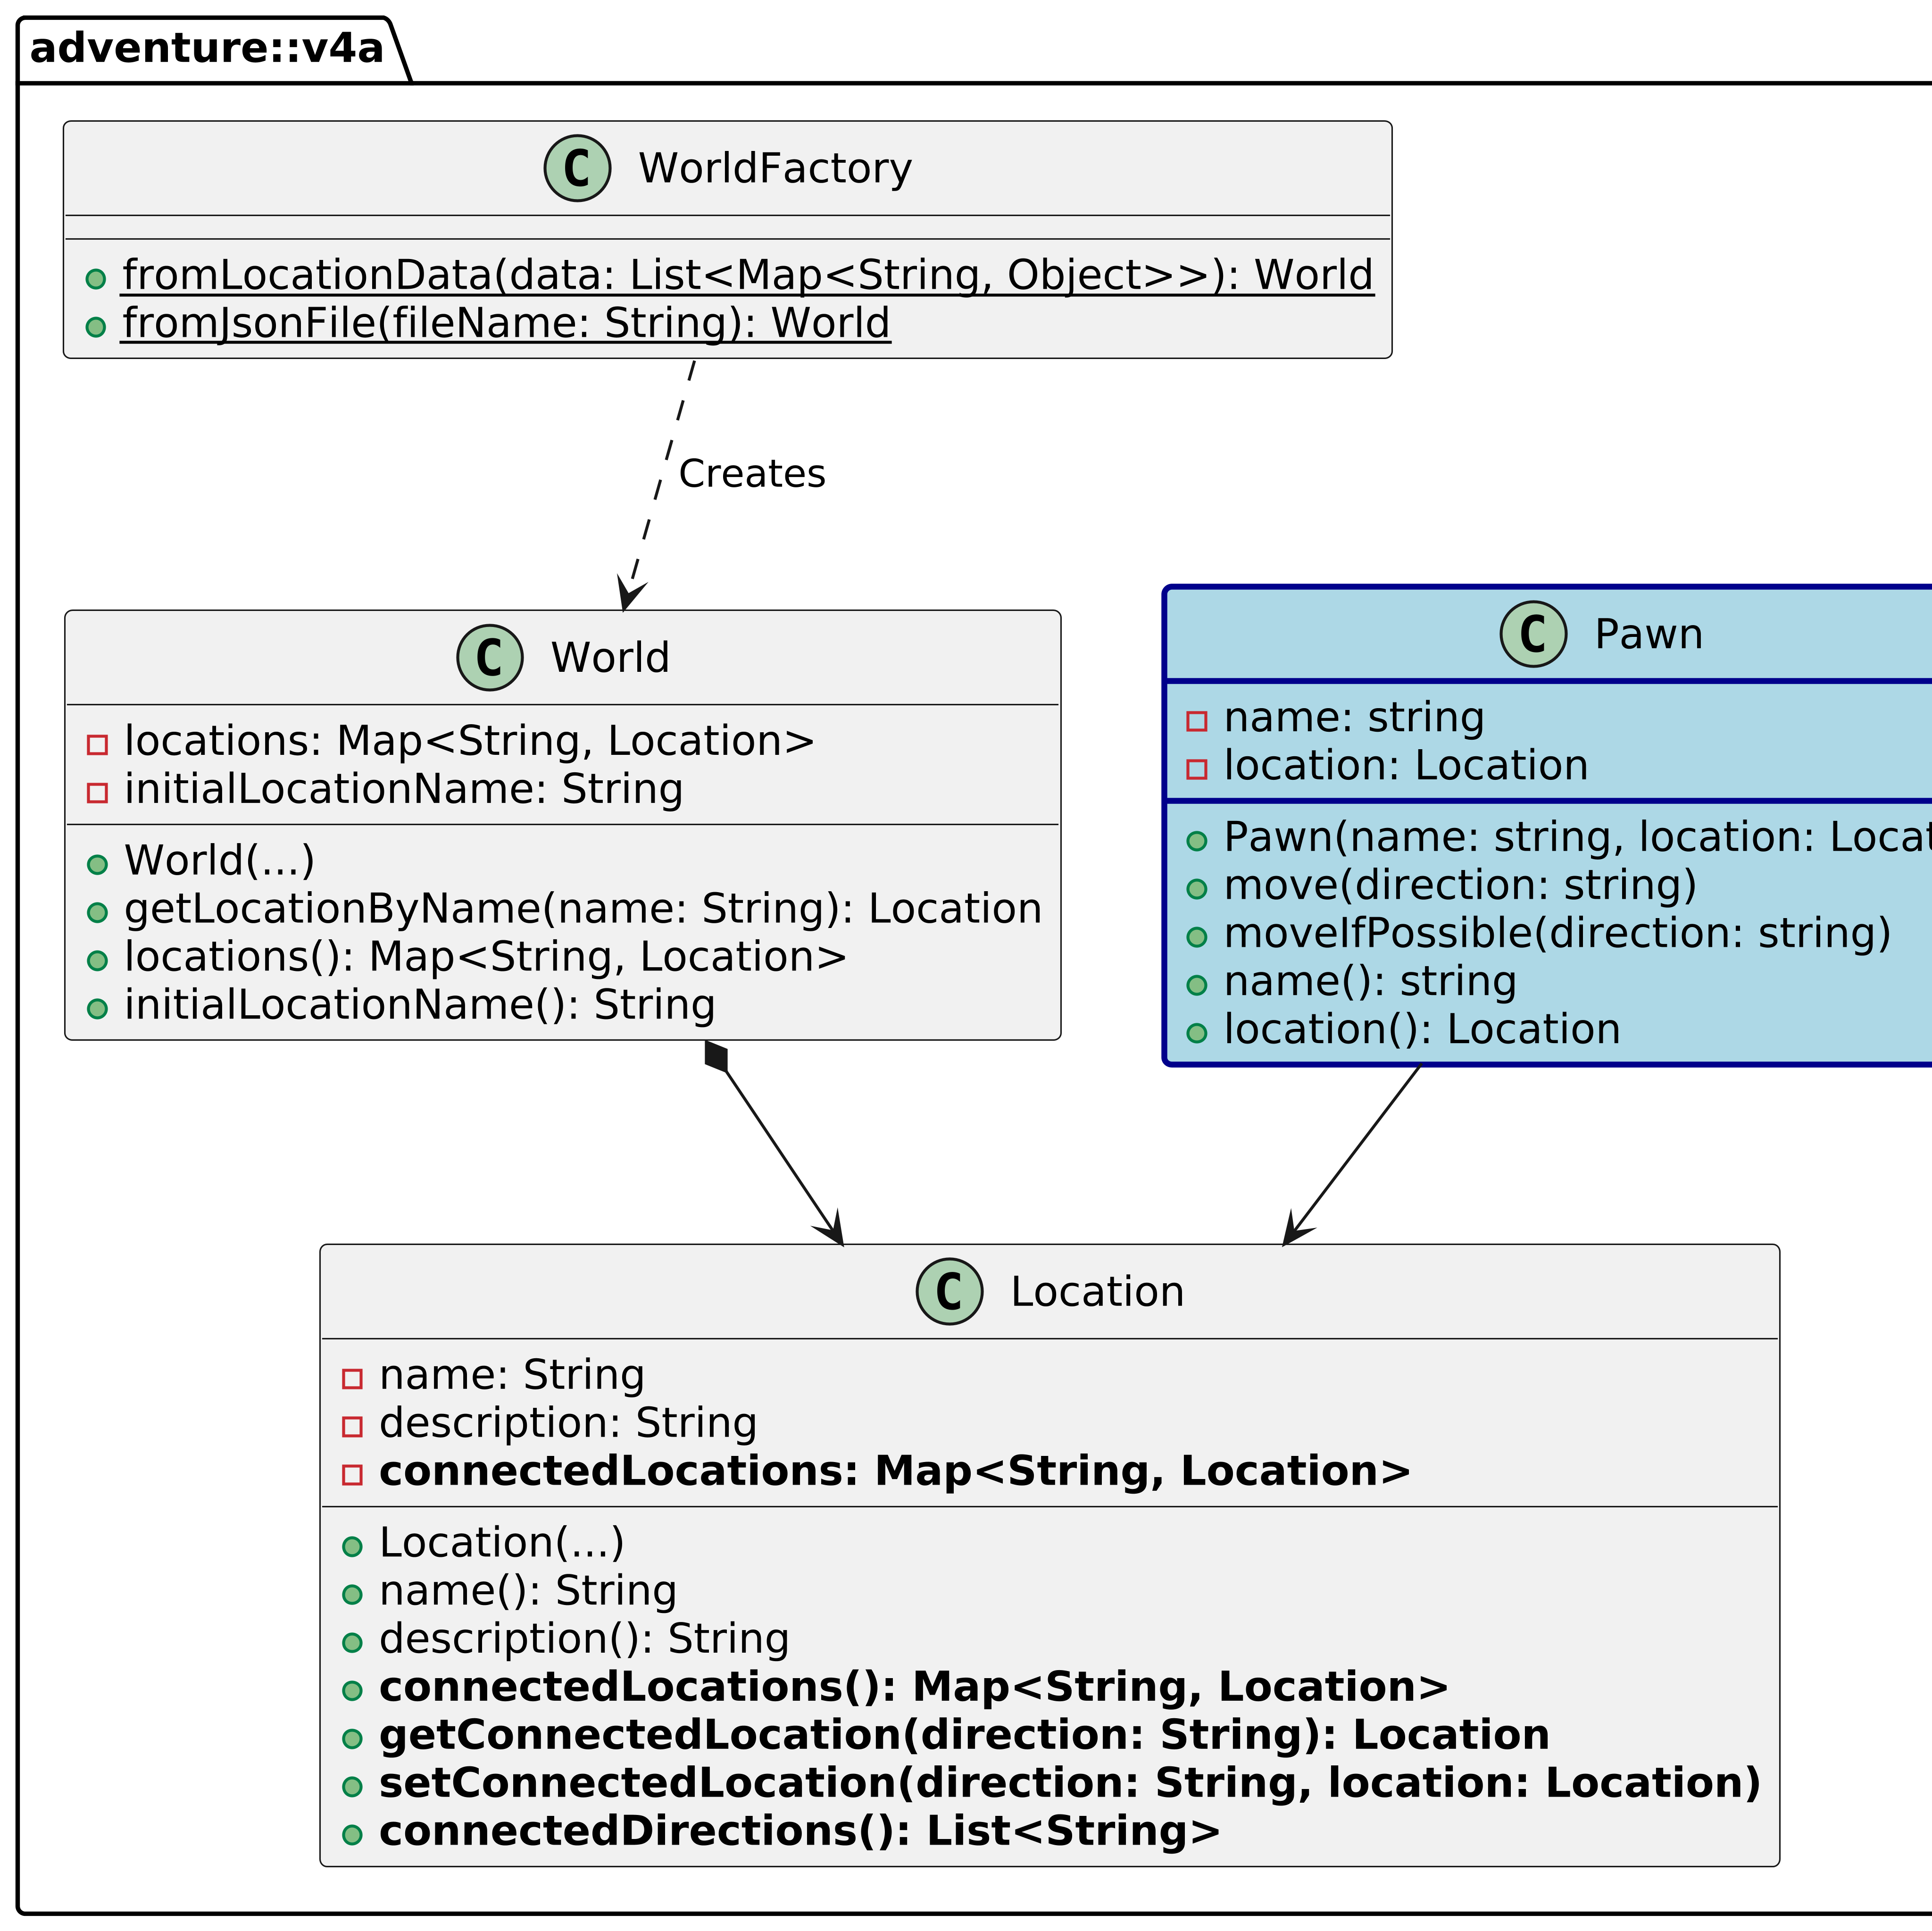 adventure::v4a
C WorldFactory
fromLocationData(data: List<Map<String, Object>>): World
fromJsonFile(fileName: String): World
Creates
C World
locations: Map<String, Location>
initialLocationName: String
World(...)
getLocationByName(name: String): Location
locations(): Map<String, Location>
initialLocationName(): String
C Pawn
name: string
location: Location
Pawn(name: string, location: Locat
move(direction: string)
moveIfPossible(direction: string)
name(): string
location(): Location
C Location
name: String
description: String
connectedLocations: Map<String, Location>
Location(...)
name(): String
description(): String
connectedLocations(): Map<String, Location>
getConnectedLocation(direction: String): Location
setConnectedLocation(direction: String, location: Location)
connectedDirections(): List<String>